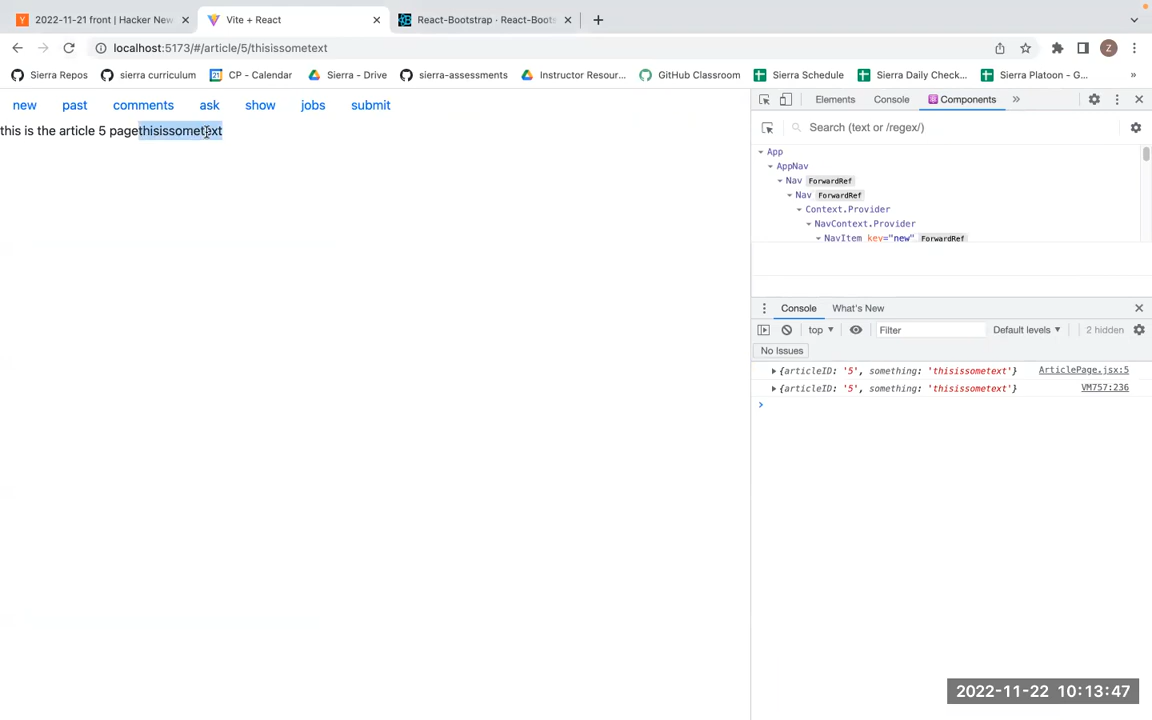 2022-11-21 front | Hacker New
Vite + React
React-Bootstrap · React-Boots
localhost:5173/#/article/5/thisissometext
Z
Sierra Repos
sierra curriculum
CP - Calendar
Sierra - Drive
sierra-assessments
Instructor Resour...
GitHub Classroom
Sierra Schedule
Sierra Daily Check...
Sierra Platoon - G...
»
new
past
comments
ask
show
jobs
submit
this is the article 5 pagethisissometext
Elements
Console
Components
»
Search (text or /regex/)
App
AppNav
Nav ForwardRef
Nav ForwardRef
Context.Provider
NavContext.Provider
NavItem key="new" ForwardRef
Console
What's New
top
Filter
Default levels
2 hidden
No Issues
{articleID: '5', something: 'thisissometext'}
ArticlePage.jsx:5
{articleID: '5', something: 'thisissometext'}
VM757:236
2022-11-22 10:13:47